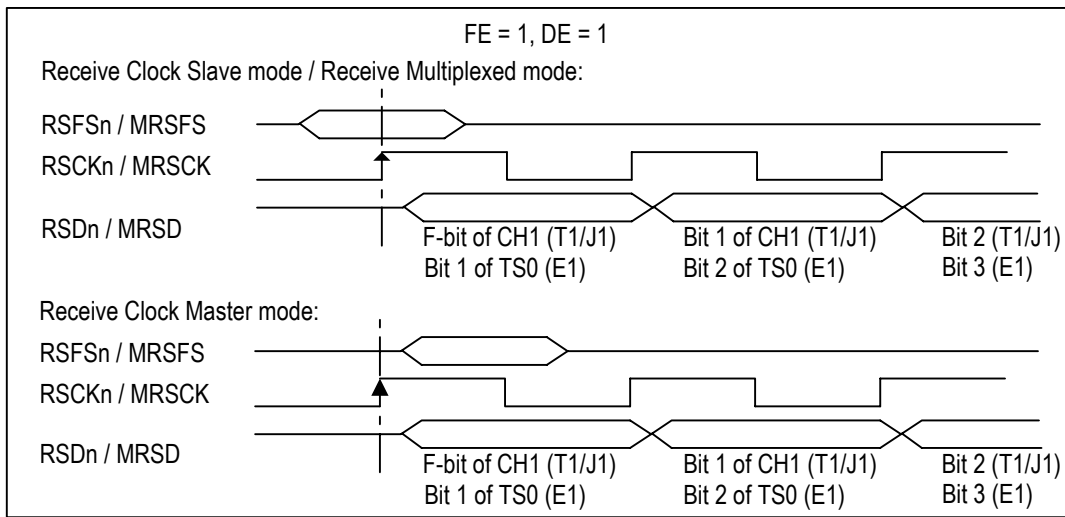 FE = 1, DE = 1
Receive Clock Slave mode / Receive Multiplexed mode:
RSFSn / MRSFS
RSCKn / MRSCK
RSDn / MRSD
F-bit of CH1 (T1/J1) Bit 1 of CH1 (T1/J1) Bit 2 (T1/J1)
Bit 1 of TS0 (E1) Bit 2 of TS0 (E1) Bit 3 (E1)
Receive Clock Master mode:
RSFSn / MRSFS
RSCKn / MRSCK
RSDn / MRSD
F-bit of CH1 (T1/J1) Bit 1 of CH1 (T1/J1) Bit 2 (T1/J1)
Bit 1 of TS0 (E1) Bit 2 of TS0 (E1) Bit 3 (E1)